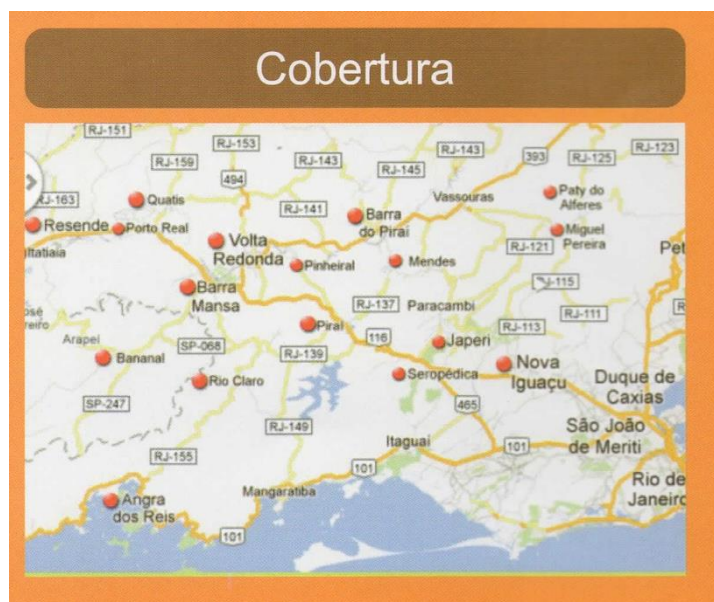 Cobertura
RJ-151
RJ-153
RJ-159
RJ-143
RJ-143
RJ-145
393
RJ-125
RJ-123
494
RJ-163
Quatis
RJ-141
Vassouras
Paty do
Alferes
Resende
Porto Real
Barra
do Piraí
Miguel
Pereira
Volta
Redonda
RJ-121
Pet
Itatiaia
Pinheiral
Mendes
Barra
Mansa
RJ-115
RJ-137
Paracambi
RJ-111
R
Piraí
RJ-113
116
Japeri
Arapeí
SP-068
RJ-139
Bananal
Nova
Iguaçu
Rio Claro
Seropédica
Duque de
Caxias
SP-247
465
RJ-149
São João
de Meriti
Itaguaí
101
RJ-155
101
Rio de
Janeiro
Mangaratiba
Angra
dos Reis
101